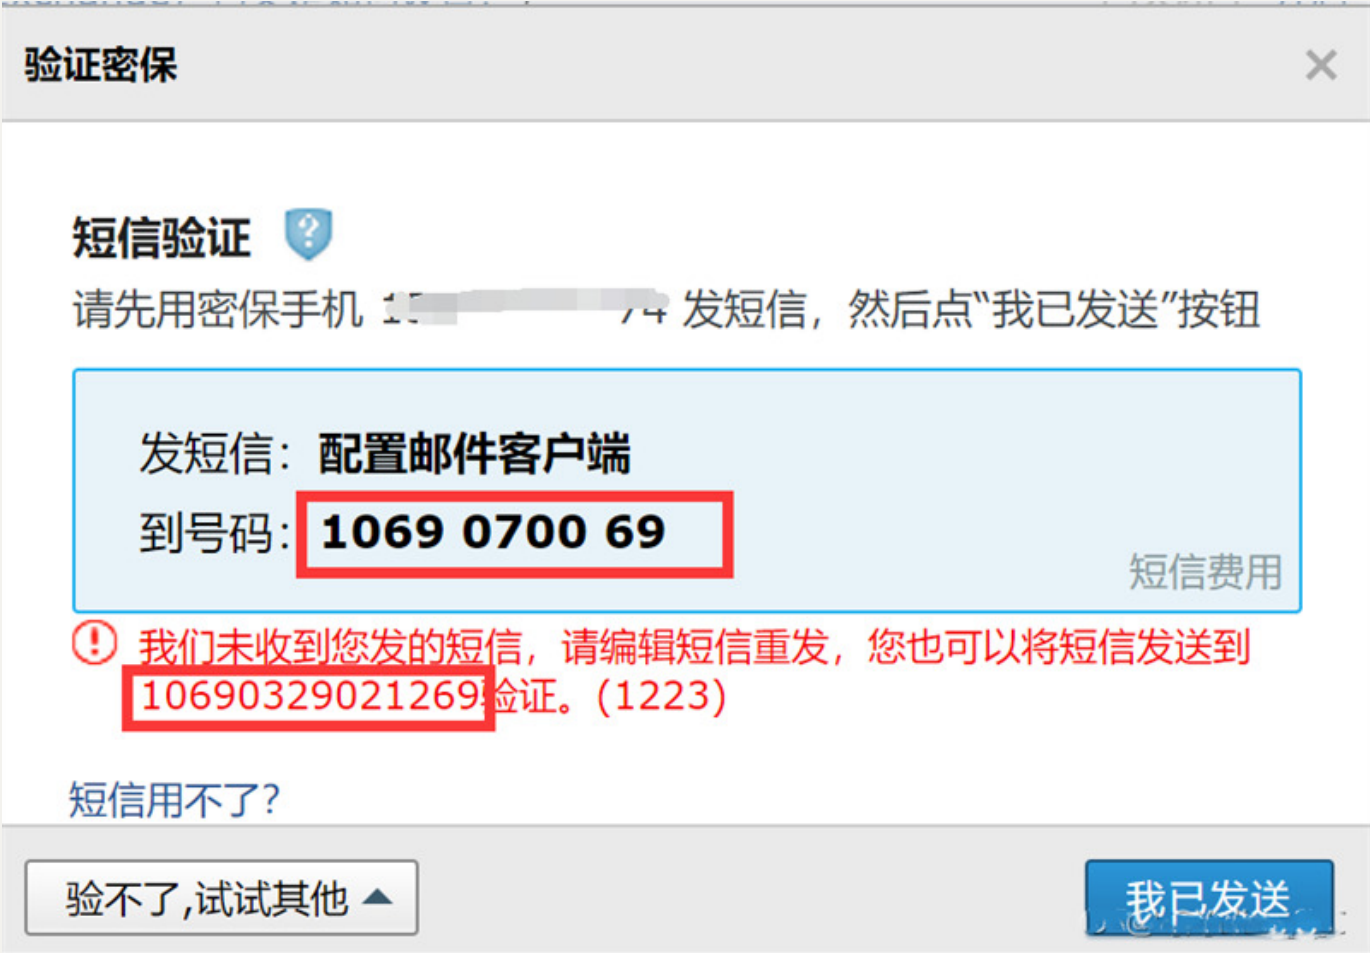 验证密保
短信验证
请先用密保手机 发短信，然后点“我已发送”按钮
发短信：配置邮件客户端
到号码：1069 0700 69
短信费用
我们未收到您发的短信，请编辑短信重发，您也可以将短信发送到
10690329021269验证。(1223)
短信用不了？
验不了,试试其他
我已发送